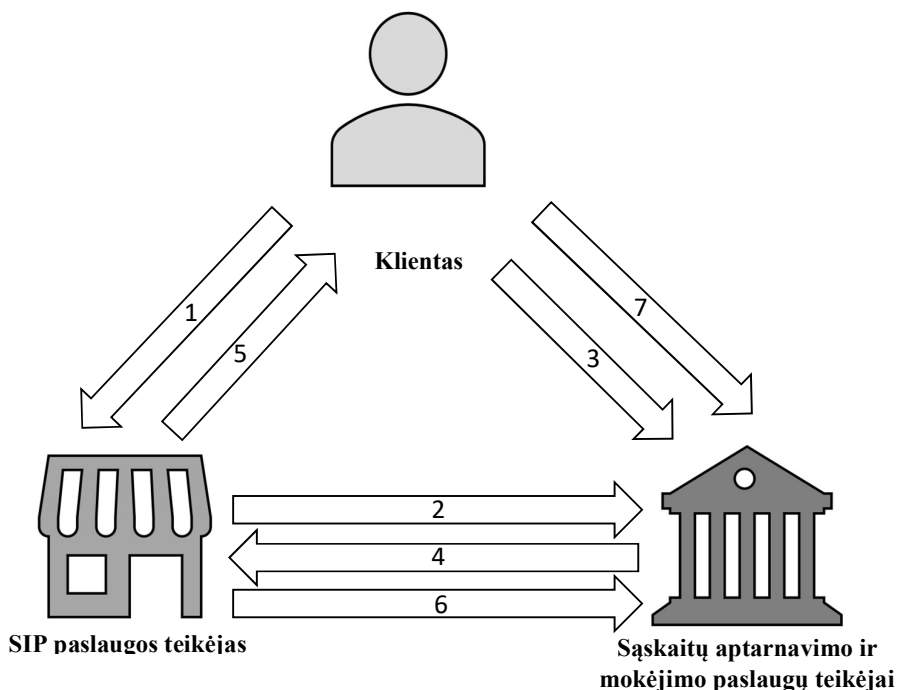 Klientas
1
5
3
7
2
4
6
SIP paslaugos teikėjas
Sąskaitų aptarnavimo ir
mokėjimo paslaugų teikėjai